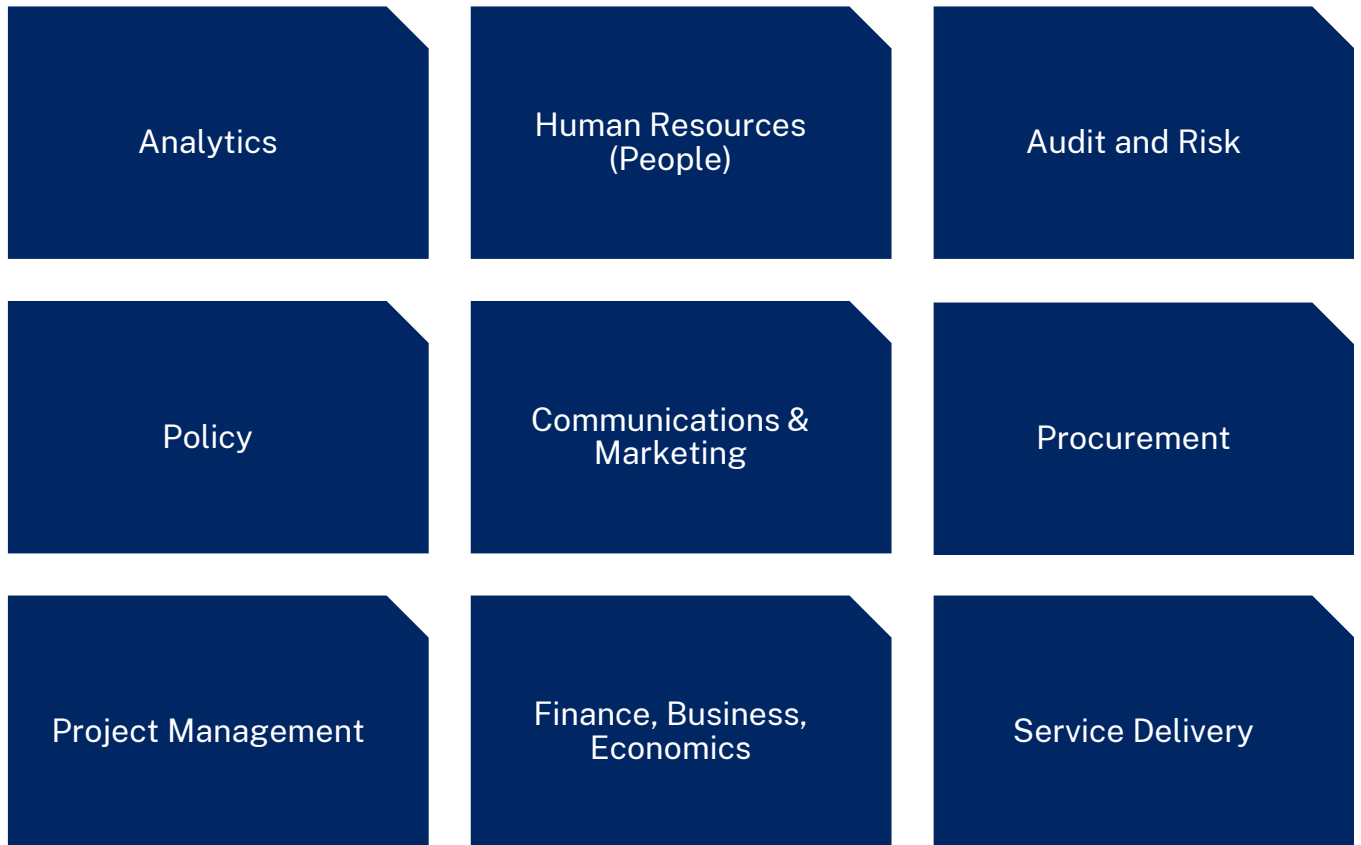 Analytics
Human Resources
(People)
Audit and Risk
Policy
Communications &
Marketing
Procurement
Project Management
Finance, Business,
Economics
Service Delivery